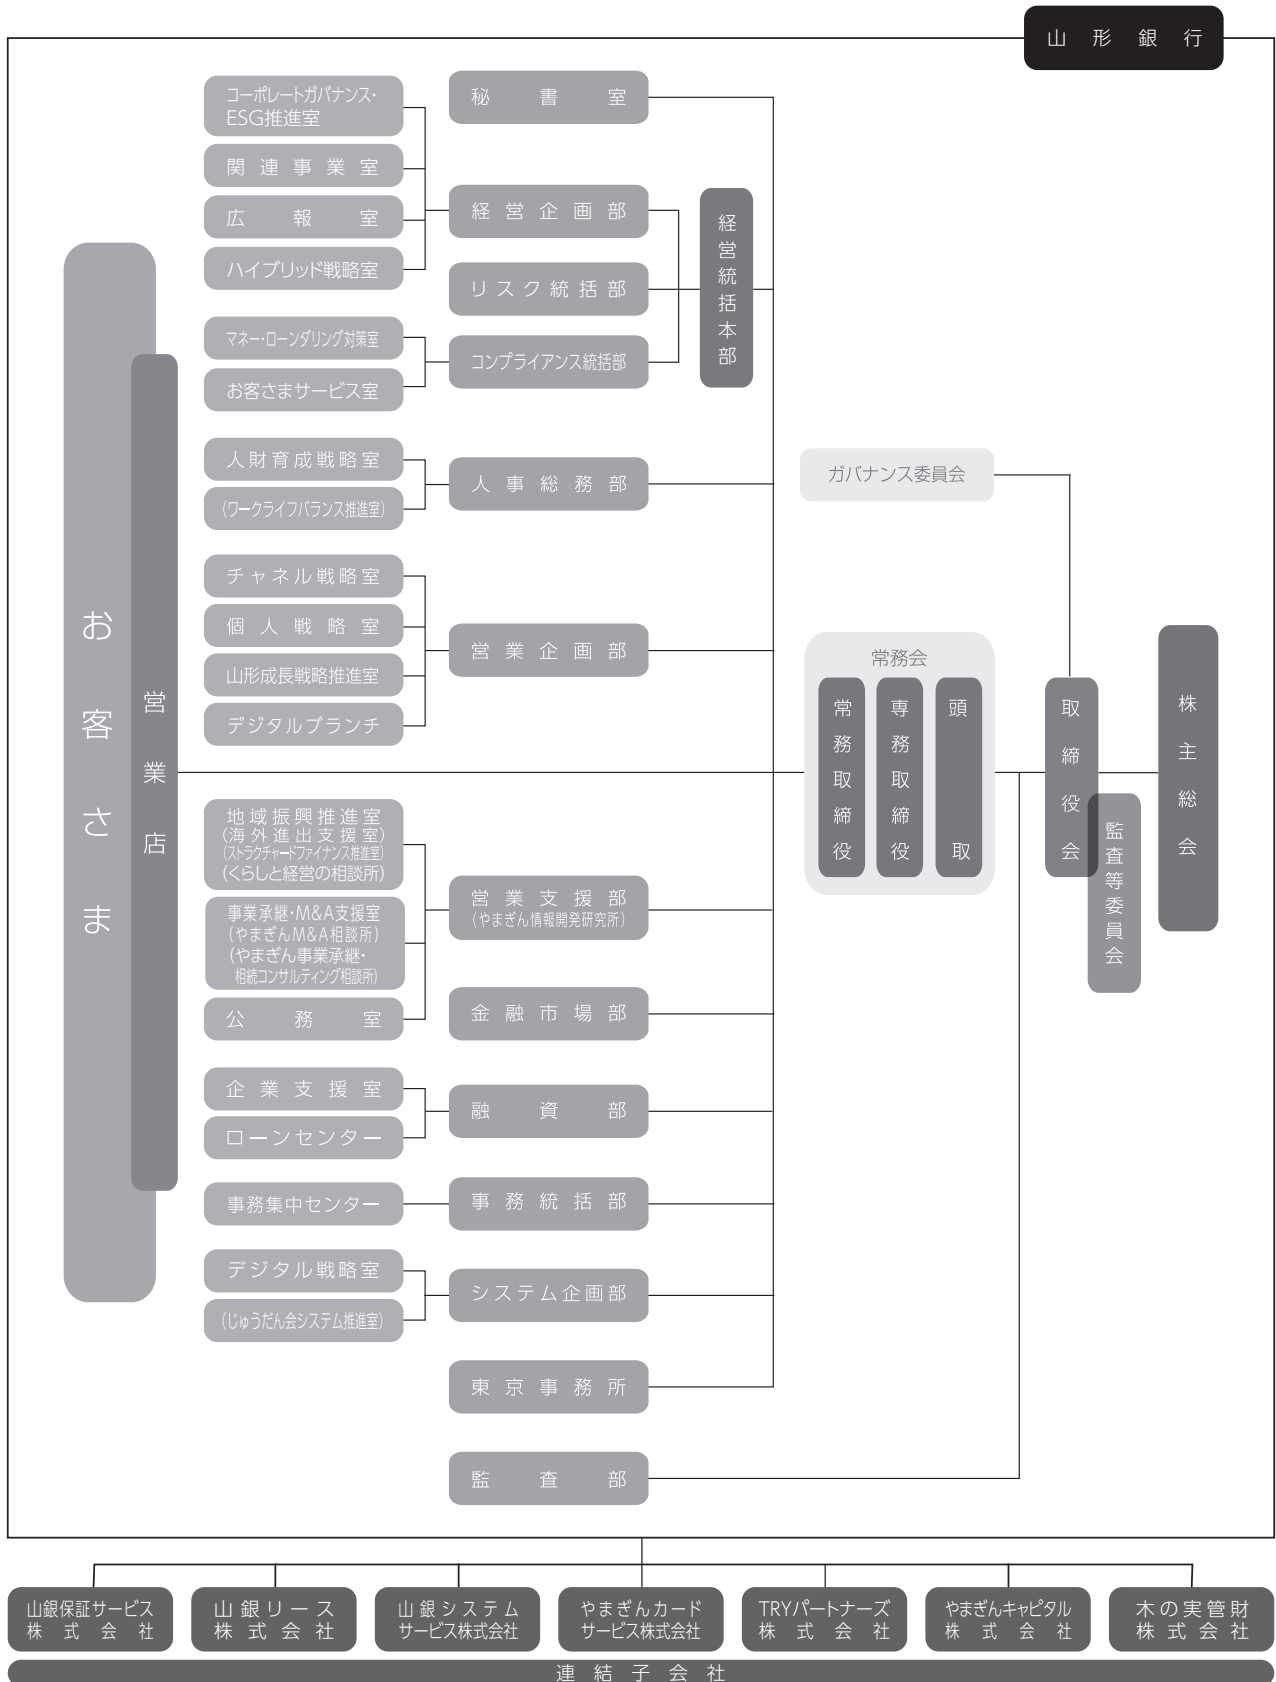 山形銀行
コーポレートガバナンス・
ESG推進室
関連事業室
広報室
ハイブリッド戦略室
マネー・ローンダリング対策室
お客さまサービス室
人財育成戦略室
(ワークライフバランス推進室)
チャネル戦略室
個人戦略室
山形成長戦略推進室
デジタルブランチ
地域振興推進室
(海外進出支援室)
(ストラクチャードファイナンス推進室)
(くらしと経営の相談所)
事業承継・M&A支援室
(やまぎんM&A相談所)
(やまぎん事業承継・
相続コンサルティング相談所)
公務室
企業支援室
ローンセンター
事務集中センター
デジタル戦略室
(じゅうだん会システム推進室)
秘書室
経営企画部
リスク統括部
コンプライアンス統括部
人事総務部
営業企画部
営業支援部
(やまぎん情報開発研究所)
金融市場部
融資部
事務統括部
システム企画部
東京事務所
監査部
経営統括本部
お客さま
営業店
ガバナンス委員会
常務会
常務取締役
専務取締役
頭取
取締役会
監査等委員会
株主総会
山銀保証サービス
株式会社
山銀リース
株式会社
山銀システム
サービス株式会社
やまぎんカード
サービス株式会社
TRYパートナーズ
株式会社
やまぎんキャピタル
株式会社
木の実管財
株式会社
連結子会社